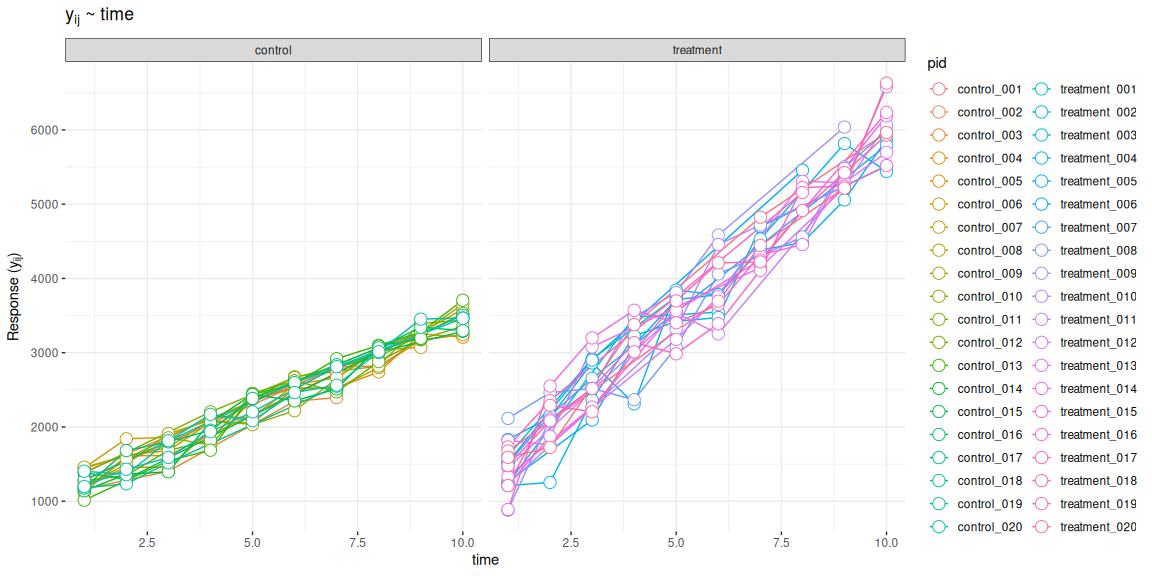 yij ~ time
control
treatment
Response (yij)
6000
5000
4000
3000
2000
1000
2.5
5.0
7.5
10.0
2.5
5.0
7.5
10.0
time
pid
control_001
control_002
control_003
control_004
control_005
control_006
control_007
control_008
control_009
control_010
control_011
control_012
control_013
control_014
control_015
control_016
control_017
control_018
control_019
control_020
treatment_001
treatment_002
treatment_003
treatment_004
treatment_005
treatment_006
treatment_007
treatment_008
treatment_009
treatment_010
treatment_011
treatment_012
treatment_013
treatment_014
treatment_015
treatment_016
treatment_017
treatment_018
treatment_019
treatment_020